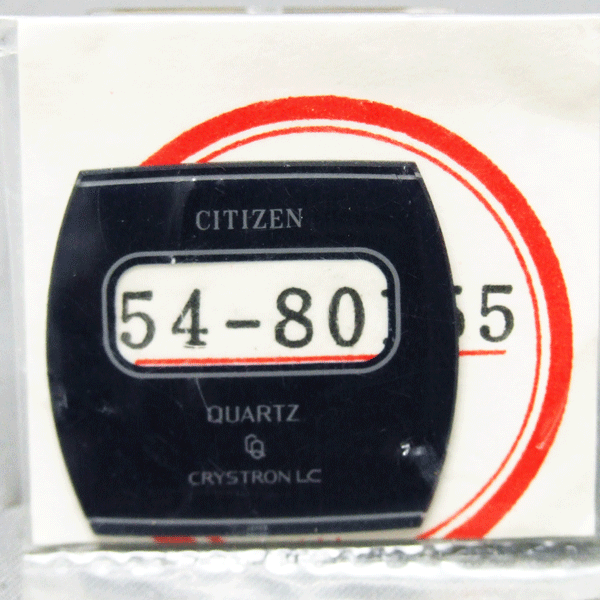 CITIZEN
54-80 55
QUARTZ
CRYSTRON LC